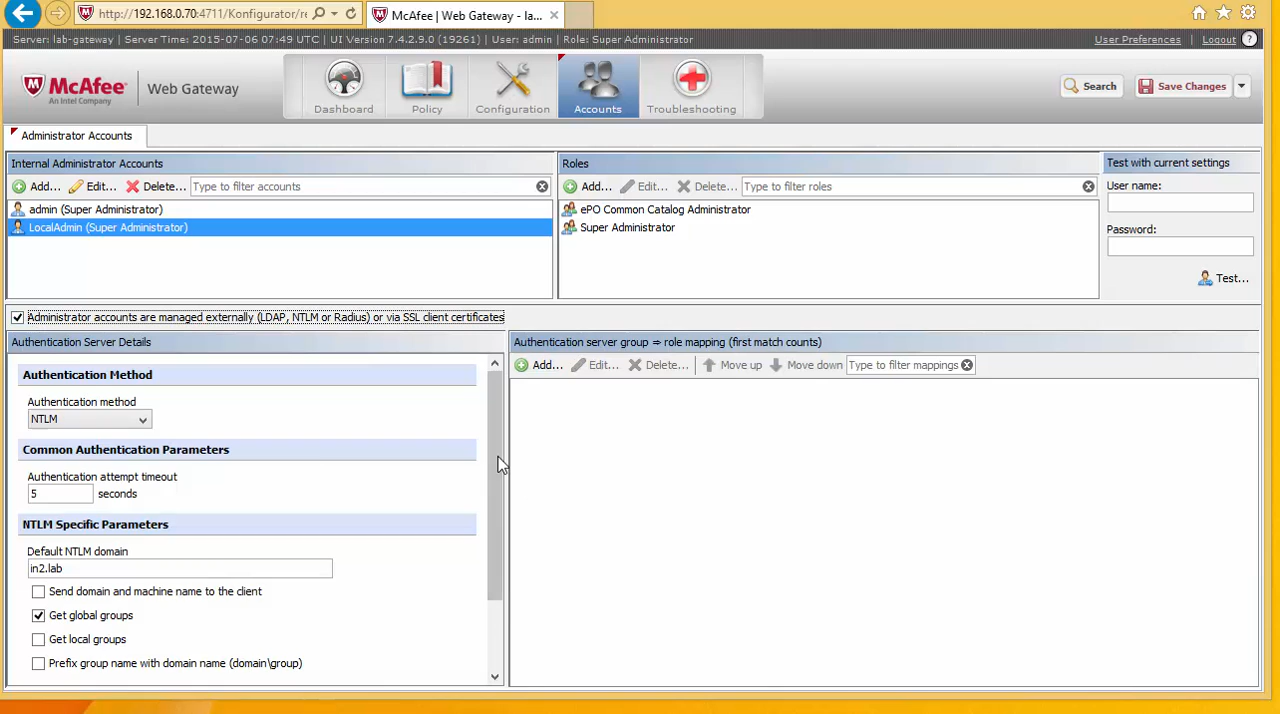 http://192.168.0.70:4711/Konfigurator/re
McAfee | Web Gateway - la...
Server: lab-gateway | Server Time: 2015-07-06 07:49 UTC | UI Version 7.4.2.9.0 (19261) | User: admin | Role: Super Administrator
User Preferences | Logout ?
McAfee
An Intel Company
Web Gateway
Dashboard
Policy
Configuration
Accounts
Troubleshooting
Search
Save Changes
Administrator Accounts
Internal Administrator Accounts
Add... Edit... Delete... Type to filter accounts
admin (Super Administrator)
LocalAdmin (Super Administrator)
Roles
Add... Edit... Delete... Type to filter roles
ePO Common Catalog Administrator
Super Administrator
Test with current settings
User name:
Password:
Test...
Administrator accounts are managed externally (LDAP, NTLM or Radius) or via SSL client certificates
Authentication Server Details
Authentication Method
Authentication method
NTLM
Common Authentication Parameters
Authentication attempt timeout
5 seconds
NTLM Specific Parameters
Default NTLM domain
in2.lab
Send domain and machine name to the client
Get global groups
Get local groups
Prefix group name with domain name (domain\group)
Authentication server group ⇒ role mapping (first match counts)
Add... Edit... Delete... Move up Move down Type to filter mappings